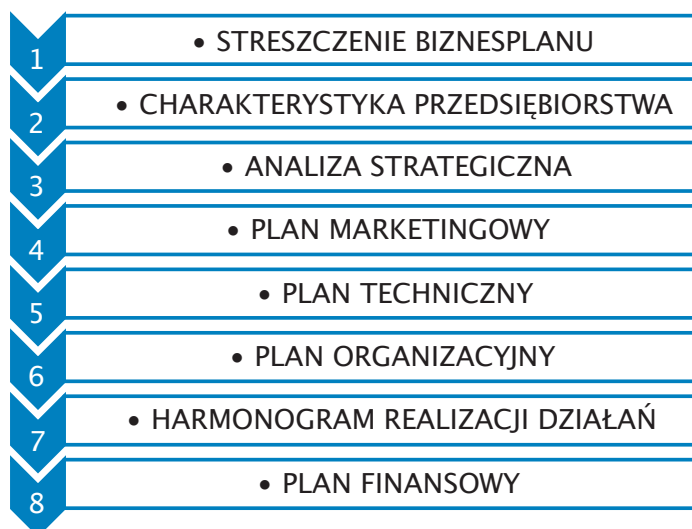 1 • STRESZCZENIE BIZNESPLANU
2 • CHARAKTERYSTYKA PRZEDSIĘBIORSTWA
3 • ANALIZA STRATEGICZNA
4 • PLAN MARKETINGOWY
5 • PLAN TECHNICZNY
6 • PLAN ORGANIZACYJNY
7 • HARMONOGRAM REALIZACJI DZIAŁAŃ
8 • PLAN FINANSOWY